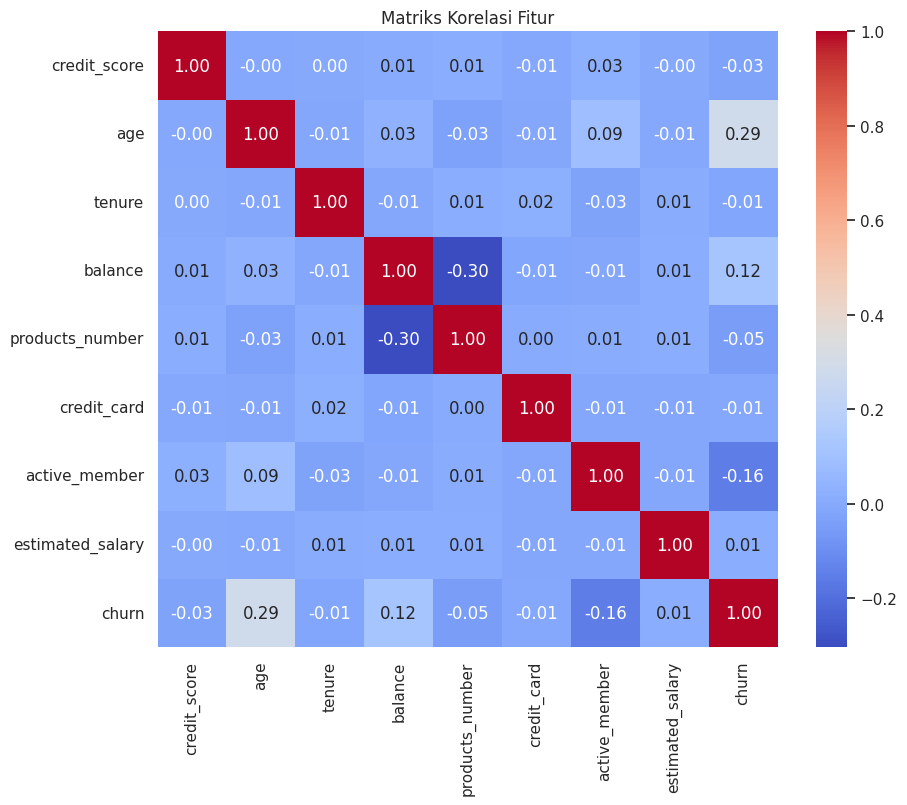 Matriks Korelasi Fitur
credit_score 1.00 -0.00 0.00 0.01 0.01 -0.01 0.03 -0.00 -0.03
age -0.00 1.00 -0.01 0.03 -0.03 -0.01 0.09 -0.01 0.29
tenure 0.00 -0.01 1.00 -0.01 0.01 0.02 -0.03 0.01 -0.01
balance 0.01 0.03 -0.01 1.00 -0.30 -0.01 -0.01 0.01 0.12
products_number 0.01 -0.03 0.01 -0.30 1.00 0.00 0.01 0.01 -0.05
credit_card -0.01 -0.01 0.02 -0.01 0.00 1.00 -0.01 -0.01 -0.01
active_member 0.03 0.09 -0.03 -0.01 0.01 -0.01 1.00 -0.01 -0.16
estimated_salary -0.00 -0.01 0.01 0.01 0.01 -0.01 -0.01 1.00 0.01
churn -0.03 0.29 -0.01 0.12 -0.05 -0.01 -0.16 0.01 1.00
credit_score
age
tenure
balance
products_number
credit_card
active_member
estimated_salary
churn
1.0
0.8
0.6
0.4
0.2
0.0
−0.2